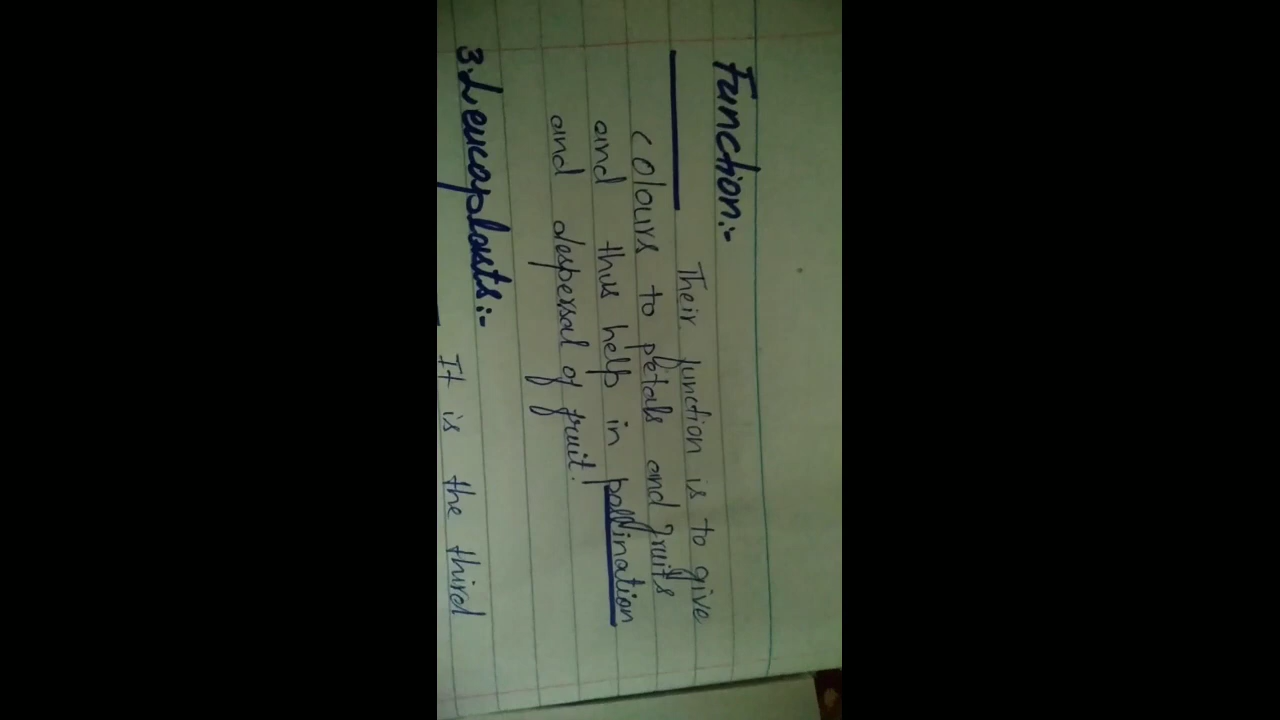 Function:-
Their function is to give
colours to petals and fruits
and thus help in pollination
and despersal of fruit.
3. Leucoplasts:-
It is the third